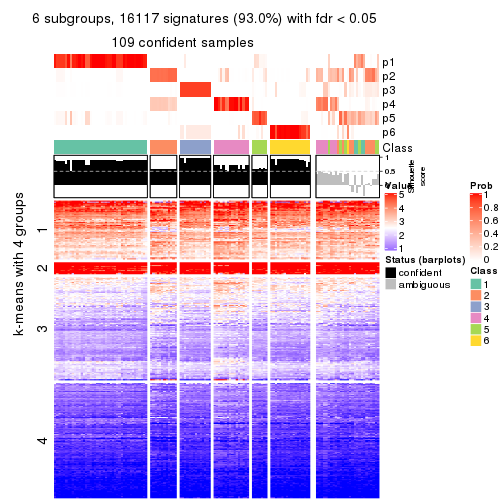 6 subgroups, 16117 signatures (93.0%) with fdr < 0.05
109 confident samples
p1
p2
p3
p4
p5
p6
Class
1
0.5
0
Silhouette
score
k-means with 4 groups
1
2
3
4
Value
5
4
3
2
1
Status (barplots)
confident
ambiguous
Prob
1
0.8
0.6
0.4
0.2
0
Class
1
2
3
4
5
6